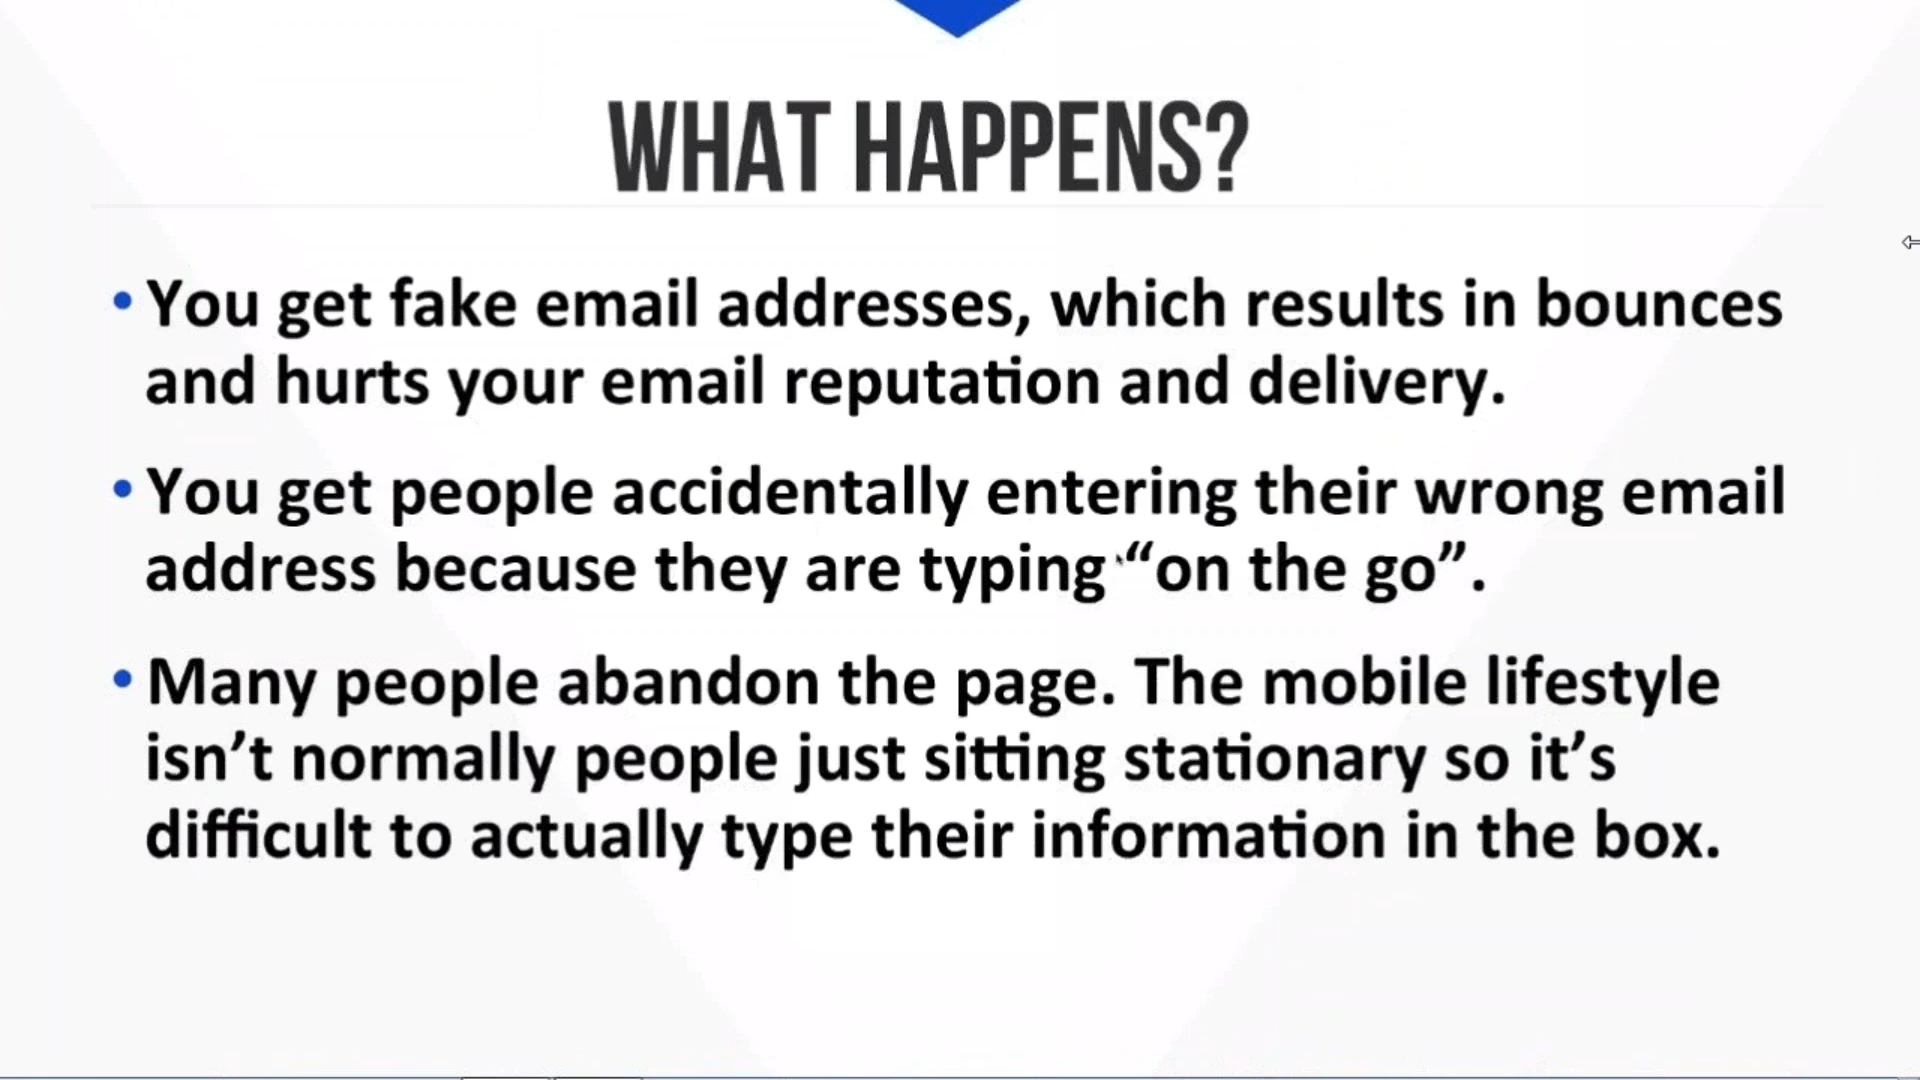 WHAT HAPPENS?
• You get fake email addresses, which results in bounces
and hurts your email reputation and delivery.
• You get people accidentally entering their wrong email
address because they are typing “on the go”.
• Many people abandon the page. The mobile lifestyle
isn’t normally people just sitting stationary so it’s
difficult to actually type their information in the box.